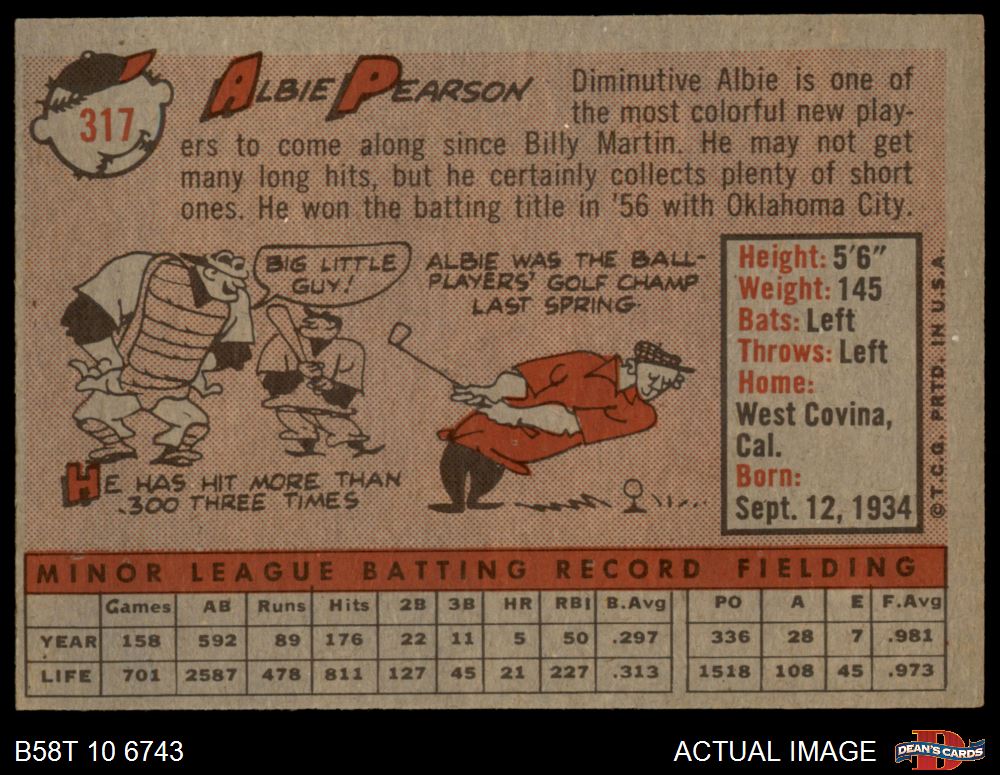 317
ALBIE PEARSON
Diminutive Albie is one of
the most colorful new play-
ers to come along since Billy Martin. He may not get
many long hits, but he certainly collects plenty of short
ones. He won the batting title in '56 with Oklahoma City.
BIG LITTLE
GUY!
ALBIE WAS THE BALL-
PLAYERS' GOLF CHAMP
LAST SPRING.
HE HAS HIT MORE THAN
.300 THREE TIMES
Height: 5'6"
Weight: 145
Bats: Left
Throws: Left
Home:
West Covina,
Cal.
Born:
Sept. 12, 1934
© T.C.G. PRTD. IN U.S.A.
MINOR LEAGUE BATTING RECORD FIELDING
Games AB Runs Hits 2B 3B HR RBI B.Avg PO A E F.Avg
YEAR 158 592 89 176 22 11 5 50 .297 336 28 7 .981
LIFE 701 2587 478 811 127 45 21 227 .313 1518 108 45 .973
B58T 10 6743
ACTUAL IMAGE
DEAN'S CARDS